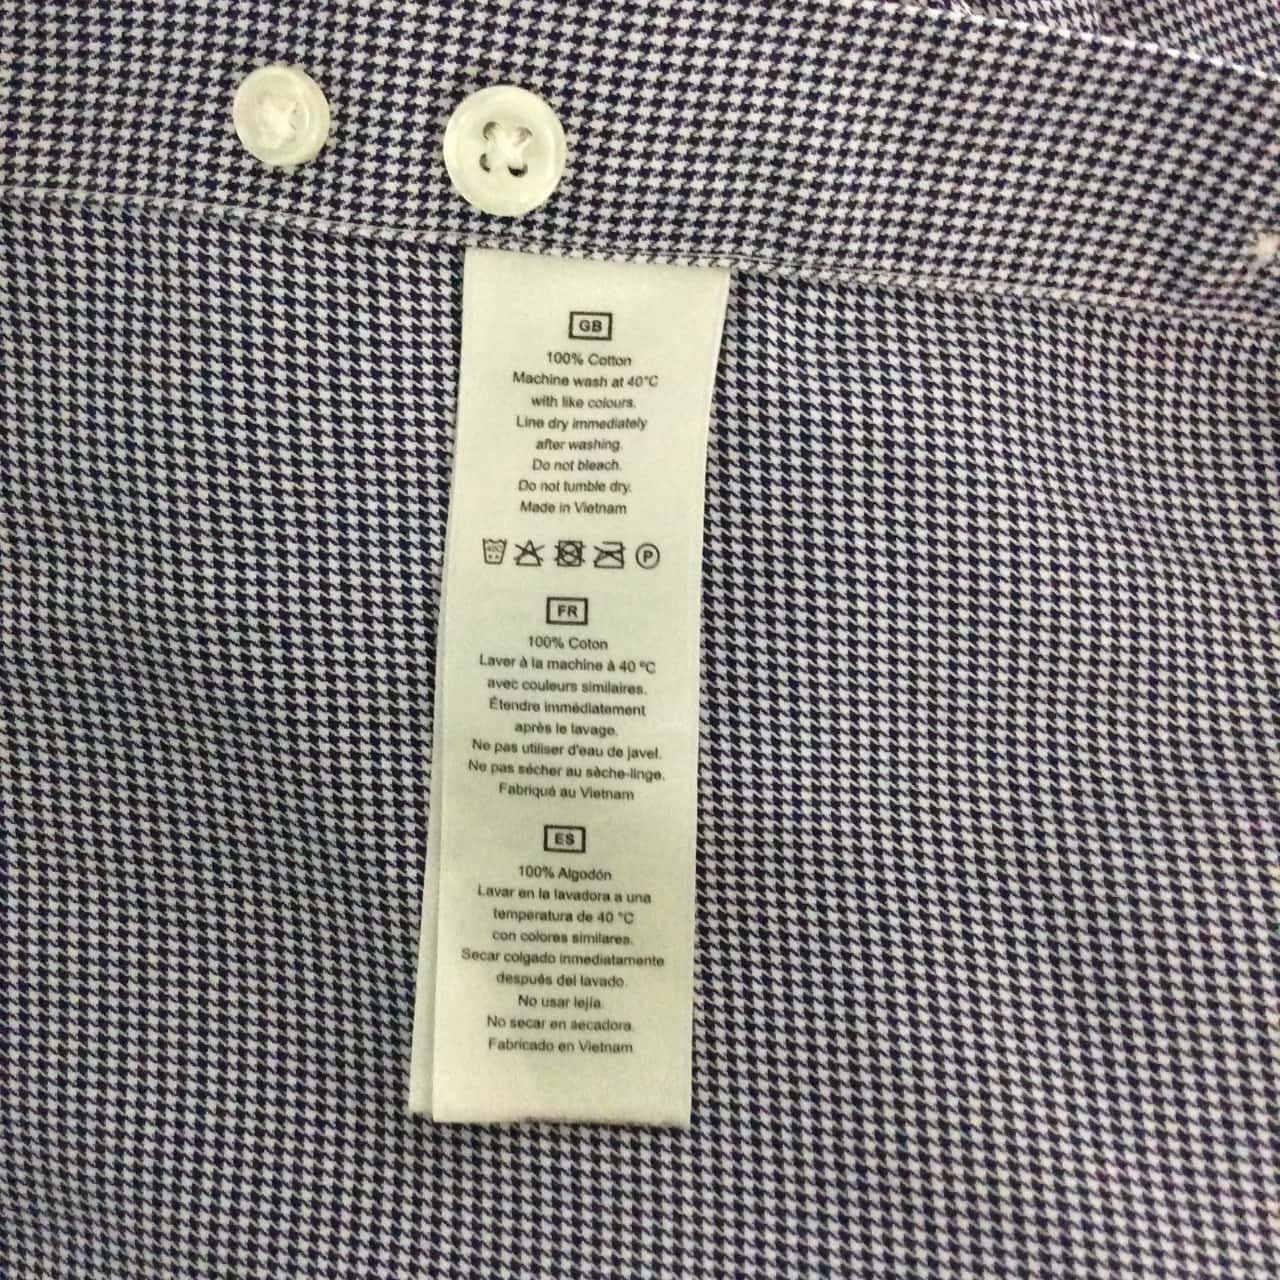 GB
100% Cotton
Machine wash at 40°C
with like colours.
Line dry immediately
after washing.
Do not bleach.
Do not tumble dry.
Made in Vietnam
40° P
FR
100% Coton
Laver à la machine à 40 °C
avec couleurs similaires.
Étendre immédiatement
après le lavage.
Ne pas utiliser d'eau de javel.
Ne pas sécher au sèche-linge.
Fabriqué au Vietnam
ES
100% Algodón
Lavar en la lavadora a una
temperatura de 40 °C
con colores similares.
Secar colgado inmediatamente
después del lavado.
No usar lejía.
No secar en secadora.
Fabricado en Vietnam